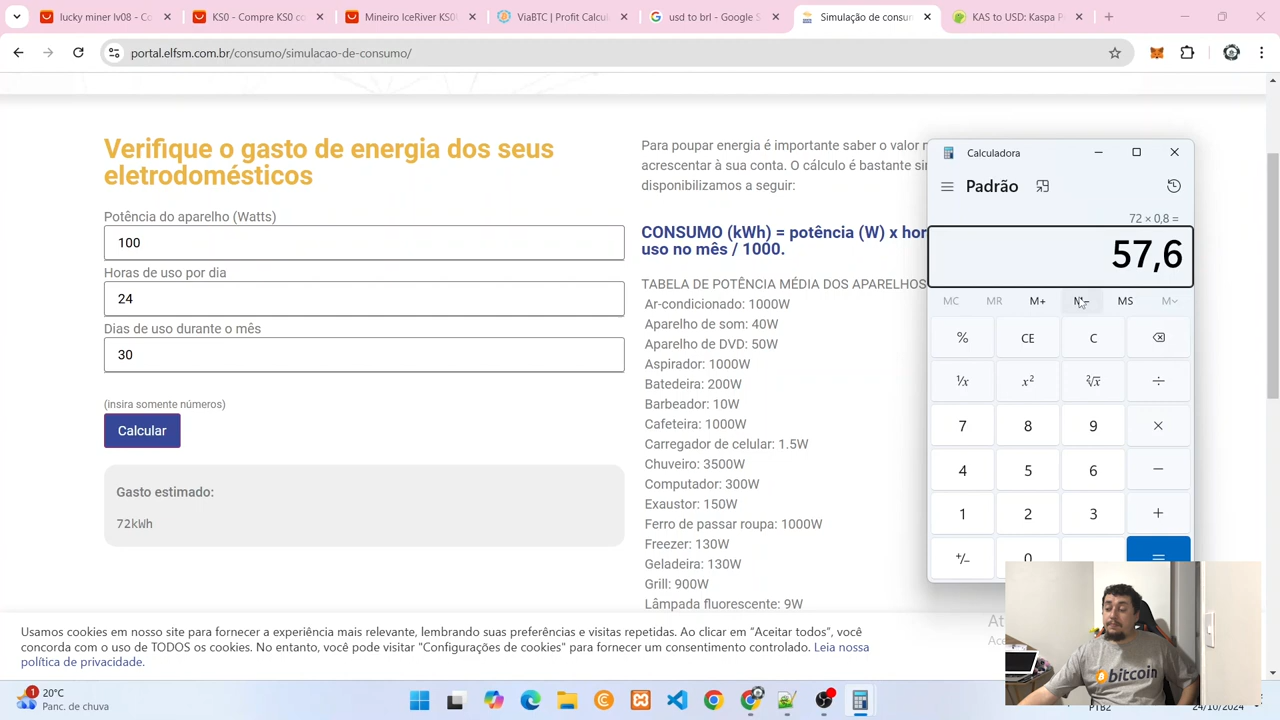 lucky miner lv08 - C
KS0 - Compre KS0 co
Mineiro IceRiver KS0
ViaBTC | Profit Calcu
usd to brl - Google S
Simulação de consum
KAS to USD: Kaspa P
portal.elfsm.com.br/consumo/simulacao-de-consumo/
Verifique o gasto de energia dos seus
eletrodomésticos
Potência do aparelho (Watts)
100
Horas de uso por dia
24
Dias de uso durante o mês
30
(insira somente números)
Calcular
Gasto estimado:
72kWh
Para poupar energia é importante saber o valor
acrescentar à sua conta. O cálculo é bastante si
disponibilizamos a seguir:
CONSUMO (kWh) = potência (W) x hor
uso no mês / 1000.
TABELA DE POTÊNCIA MÉDIA DOS APARELHOS
Ar-condicionado: 1000W
Aparelho de som: 40W
Aparelho de DVD: 50W
Aspirador: 1000W
Batedeira: 200W
Barbeador: 10W
Cafeteira: 1000W
Carregador de celular: 1.5W
Chuveiro: 3500W
Computador: 300W
Exaustor: 150W
Ferro de passar roupa: 1000W
Freezer: 130W
Geladeira: 130W
Grill: 900W
Lâmpada fluorescente: 9W
Calculadora
Padrão
72 × 0,8 =
57,6
MC MR M+ M- MS M
% CE C
¹/x x² ²√x ÷
7 8 9 ×
4 5 6 −
1 2 3 +
+/− 0 , =
Usamos cookies em nosso site para fornecer a experiência mais relevante, lembrando suas preferências e visitas repetidas. Ao clicar em “Aceitar todos”, você
concorda com o uso de TODOS os cookies. No entanto, você pode visitar "Configurações de cookies" para fornecer um consentimento controlado. Leia nossa
política de privacidade.
bitcoin
1
20°C
Panc. de chuva
PTB2
24/10/2024